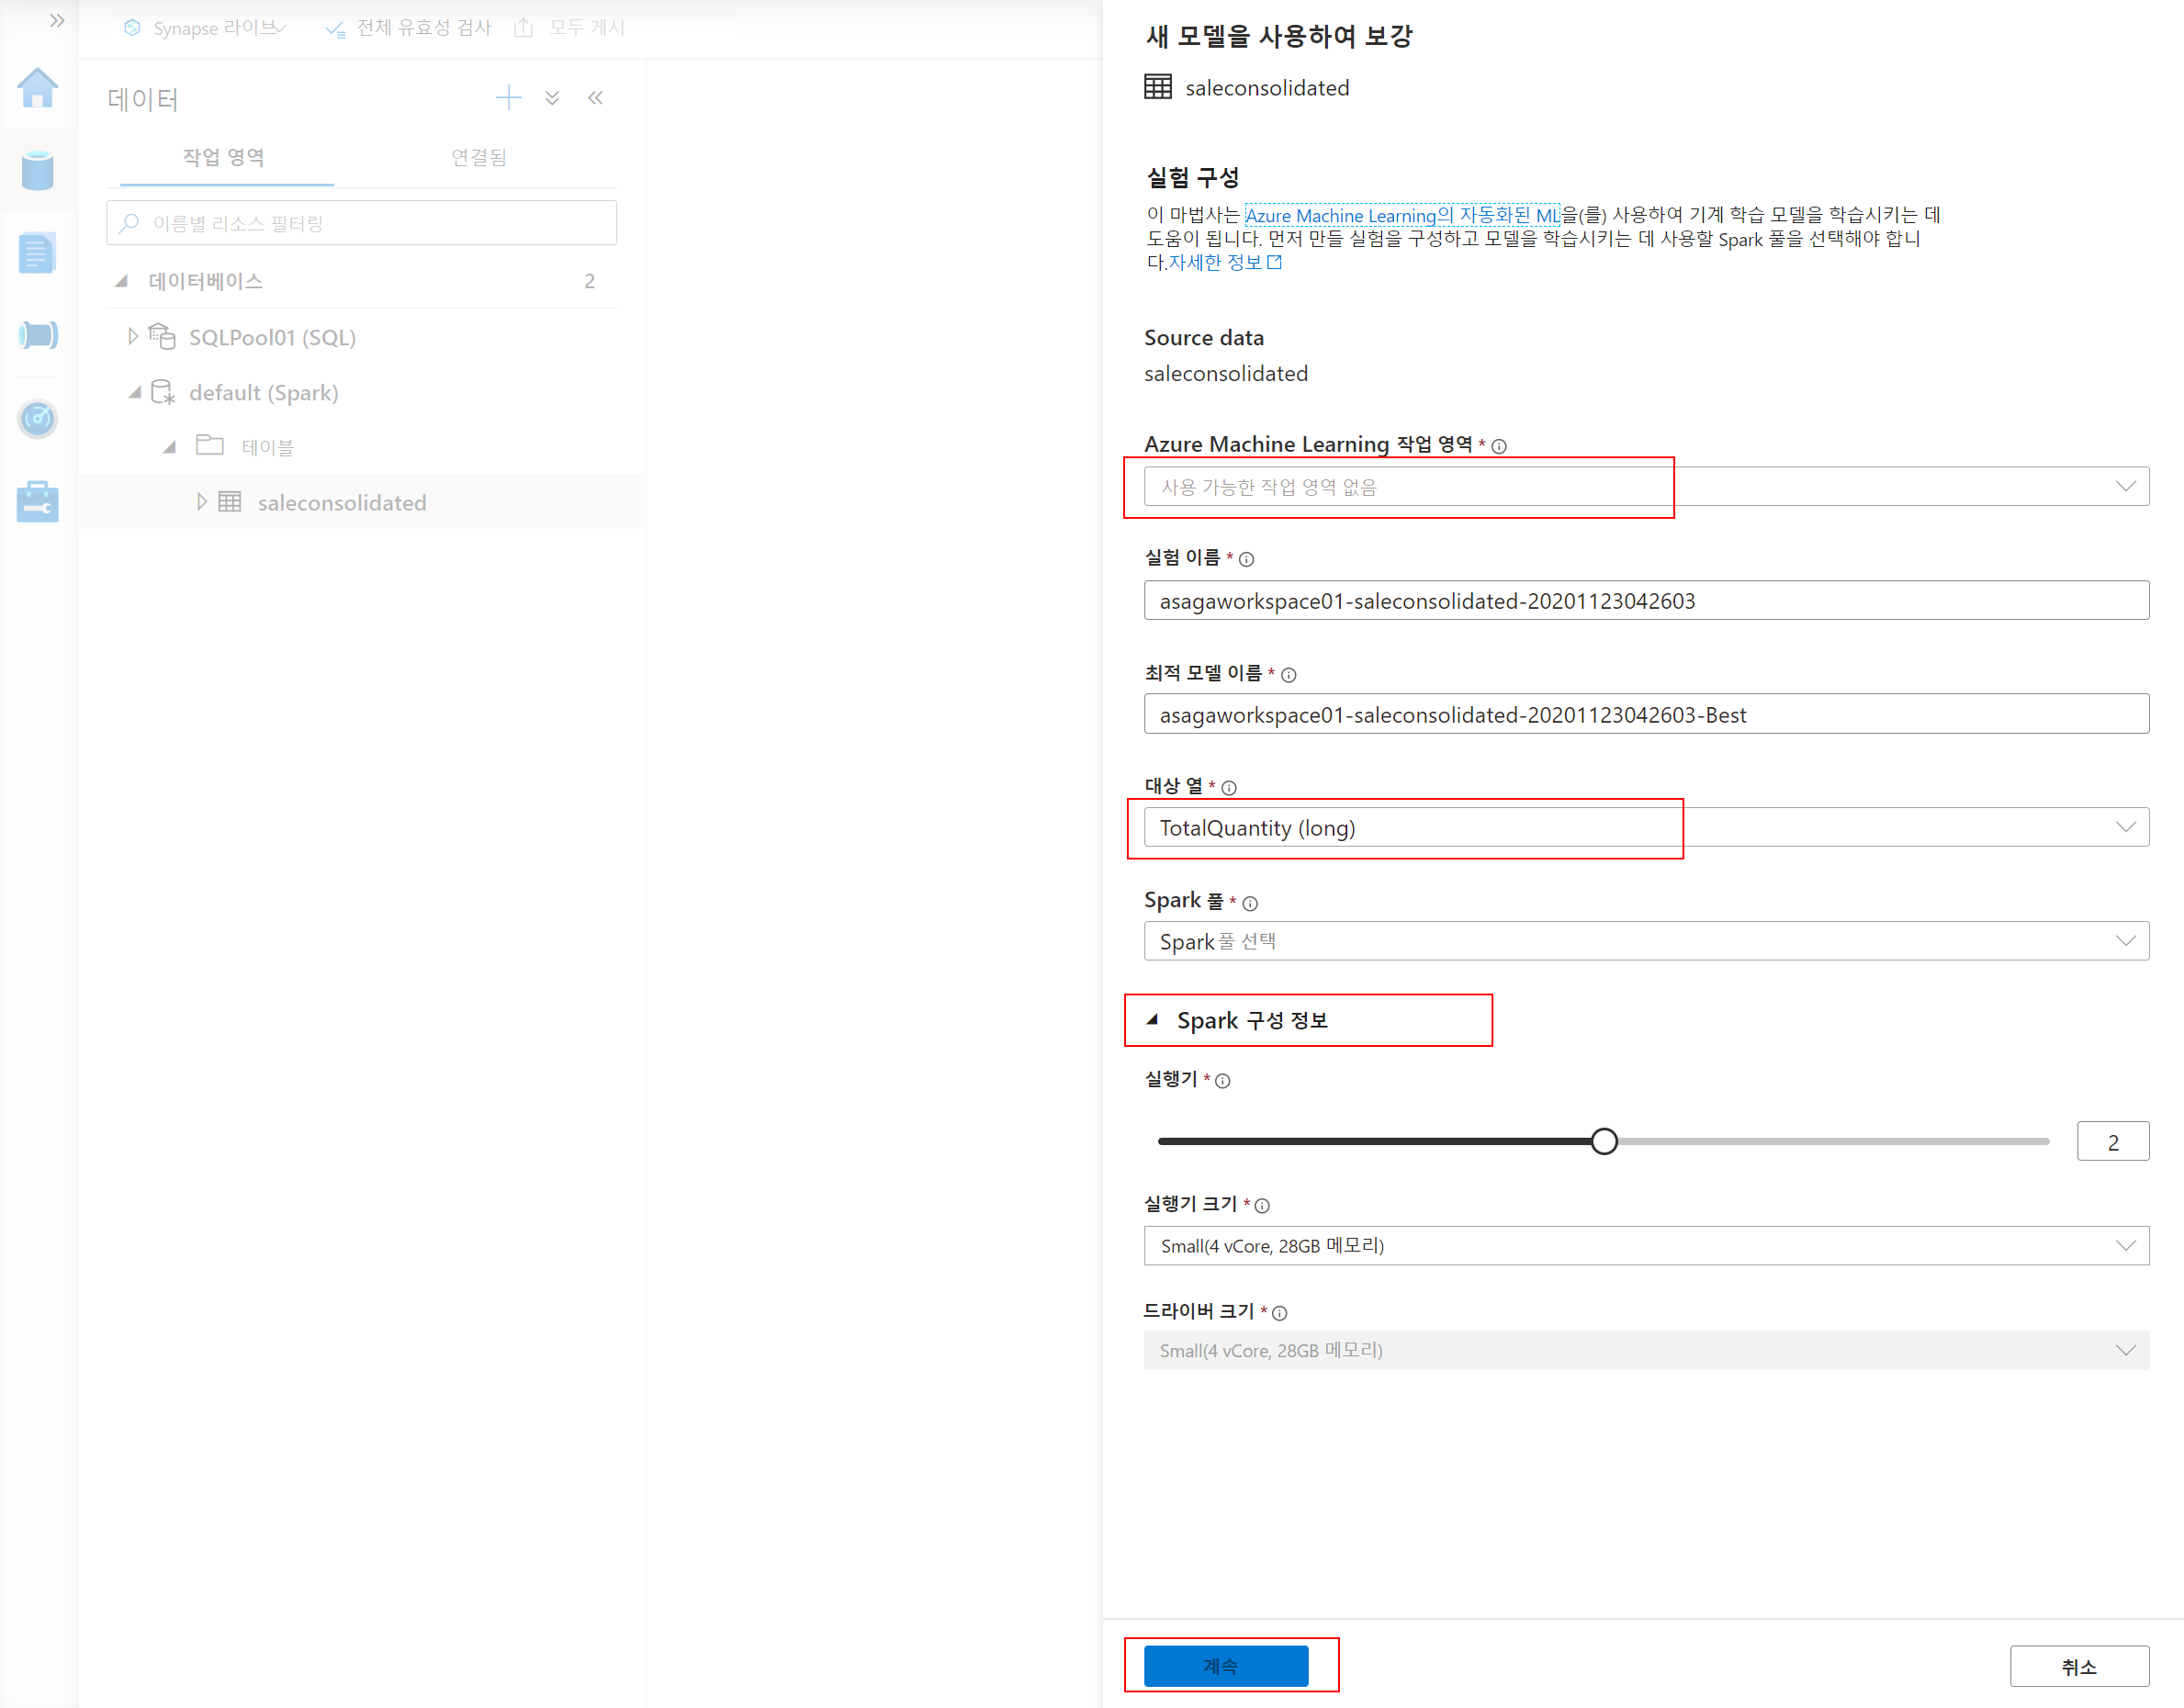 Synapse 라이브
전체 유효성 검사
모두 게시
데이터
작업 영역
연결됨
이름별 리소스 필터링
데이터베이스
2
SQLPool01 (SQL)
default (Spark)
테이블
saleconsolidated
새 모델을 사용하여 보강
saleconsolidated
실험 구성
이 마법사는 Azure Machine Learning의 자동화된 ML을(를) 사용하여 기계 학습 모델을 학습시키는 데
도움이 됩니다. 먼저 만들 실험을 구성하고 모델을 학습시키는 데 사용할 Spark 풀을 선택해야 합니
다.자세한 정보
Source data
saleconsolidated
Azure Machine Learning 작업 영역 *
사용 가능한 작업 영역 없음
실험 이름 *
asagaworkspace01-saleconsolidated-20201123042603
최적 모델 이름 *
asagaworkspace01-saleconsolidated-20201123042603-Best
대상 열 *
TotalQuantity (long)
Spark 풀 *
Spark 풀 선택
Spark 구성 정보
실행기 *
2
실행기 크기 *
Small(4 vCore, 28GB 메모리)
드라이버 크기 *
Small(4 vCore, 28GB 메모리)
계속
취소